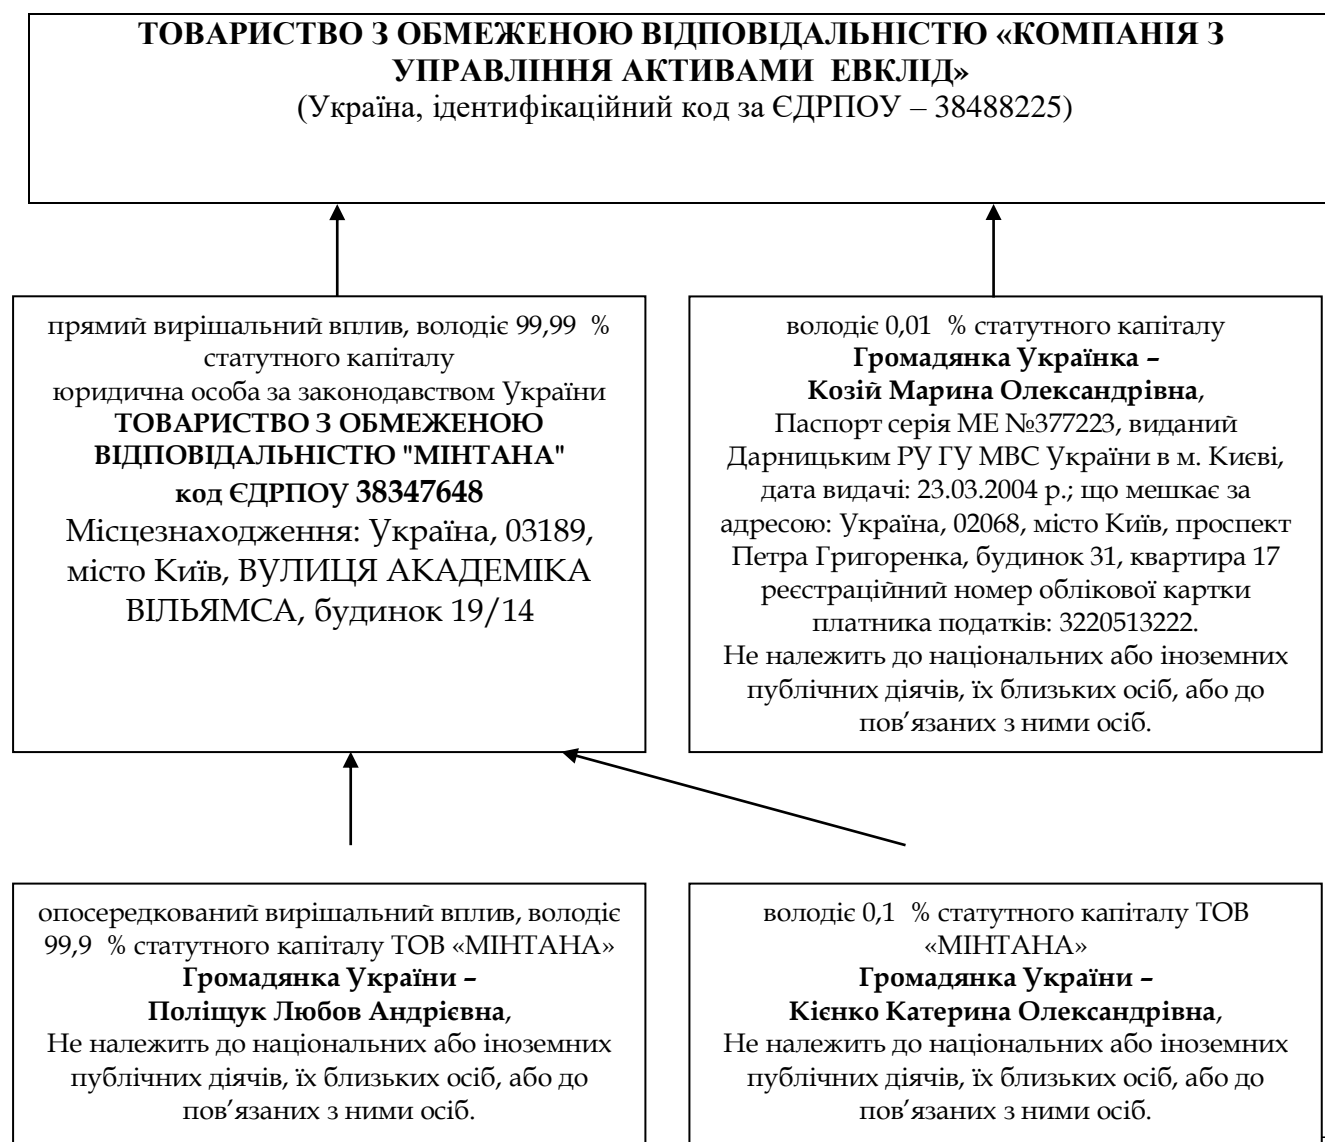 ТОВАРИСТВО З ОБМЕЖЕНОЮ ВІДПОВІДАЛЬНІСТЮ «КОМПАНІЯ З
УПРАВЛІННЯ АКТИВАМИ ЕВКЛІД»
(Україна, ідентифікаційний код за ЄДРПОУ – 38488225)
прямий вирішальний вплив, володіє 99,99 %
статутного капіталу
юридична особа за законодавством України
ТОВАРИСТВО З ОБМЕЖЕНОЮ
ВІДПОВІДАЛЬНІСТЮ "МІНТАНА"
код ЄДРПОУ 38347648
Місцезнаходження: Україна, 03189,
місто Київ, ВУЛИЦЯ АКАДЕМІКА
ВІЛЬЯМСА, будинок 19/14
володіє 0,01 % статутного капіталу
Громадянка Українка –
Козій Марина Олександрівна,
Паспорт серія МЕ №377223, виданий
Дарницьким РУ ГУ МВС України в м. Києві,
дата видачі: 23.03.2004 р.; що мешкає за
адресою: Україна, 02068, місто Київ, проспект
Петра Григоренка, будинок 31, квартира 17
реєстраційний номер облікової картки
платника податків: 3220513222.
Не належить до національних або іноземних
публічних діячів, їх близьких осіб, або до
пов’язаних з ними осіб.
опосередкований вирішальний вплив, володіє
99,9 % статутного капіталу ТОВ «МІНТАНА»
Громадянка України –
Поліщук Любов Андрієвна,
Не належить до національних або іноземних
публічних діячів, їх близьких осіб, або до
пов’язаних з ними осіб.
володіє 0,1 % статутного капіталу ТОВ
«МІНТАНА»
Громадянка України –
Кієнко Катерина Олександрівна,
Не належить до національних або іноземних
публічних діячів, їх близьких осіб, або до
пов’язаних з ними осіб.